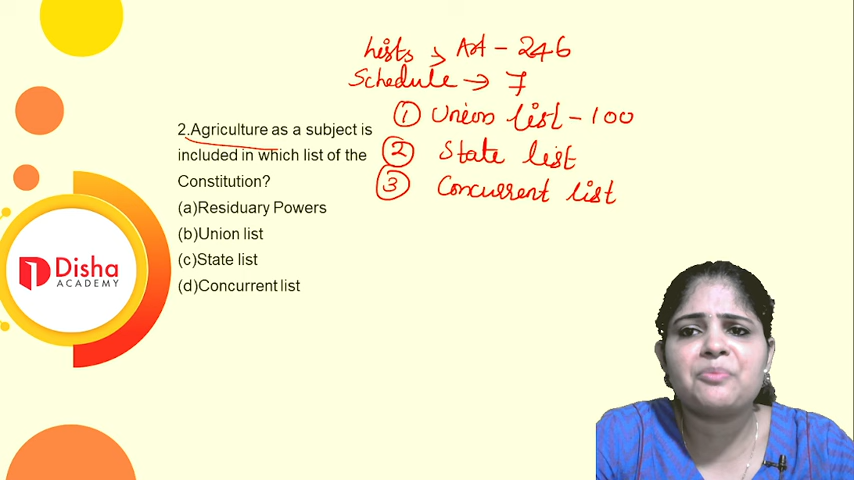 Lists → Art - 246
Schedule → 7
① Union list - 100
② State list
③ Concurrent list
2.Agriculture as a subject is
included in which list of the
Constitution?
(a)Residuary Powers
(b)Union list
(c)State list
(d)Concurrent list
Disha
ACADEMY